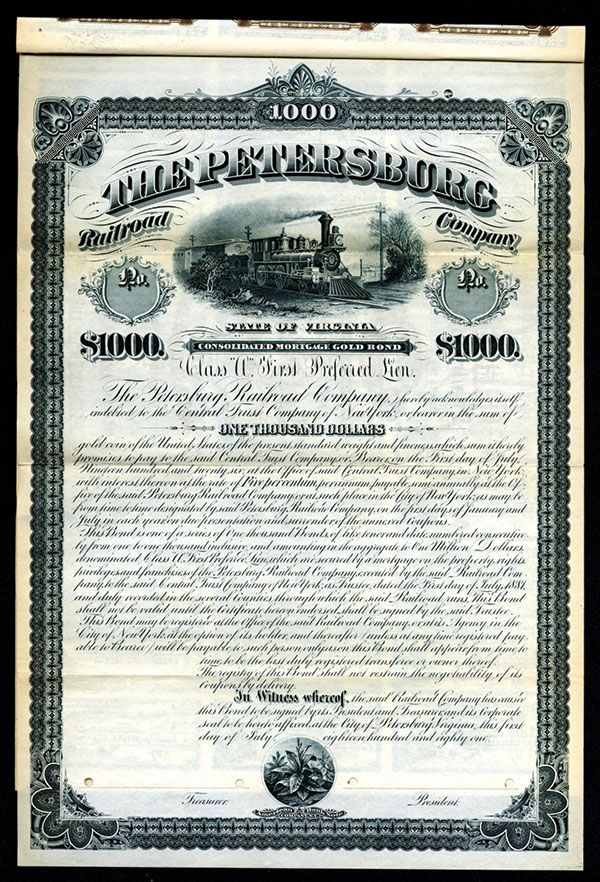 1000
THE PETERSBURG
Railroad Company,
No. No.
STATE OF VIRGINIA
$1000. CONSOLIDATED MORTGAGE GOLD BOND $1000.
Class "A" First Preferred Lien.
The Petersburg Railroad Company, hereby acknowledges itself
indebted to the Central Trust Company of New York, or bearer in the sum of
ONE THOUSAND DOLLARS
gold coin of the United States of the present standard weight and fineness, which sum it hereby
promises to pay to the said Central Trust Company, or Bearer, on the First day of July,
Nineteen hundred and twenty six, at the Office of said Central Trust Company, in New York,
with interest thereon at the rate of Five per centum, per annum, payable semi annually at the Of-
fice of the said Petersburg Railroad Company or at such place in the City of New York, as may be
from time to time designated by said Petersburg Railroad Company, on the first days of January and
July, in each year, on due presentation and surrender of the annexed Coupons.
This Bond is one of a series of One thousand Bonds, of like tenor and date, numbered consecutive
ly from one to one thousand inclusive, and amounting in the aggregate to One Million Dollars,
denominated Class "A" First Preferred Lien, which are secured by a mortgage on the property, rights,
privileges and franchises of the Petersburg Railroad Company, executed by the said Railroad Com-
pany, to the said Central Trust Company of New York, as Trustee, dated the First day of July, 1881,
and duly recorded in the several Counties through which the said Railroad runs. This Bond
shall not be valid until the Certificate hereon endorsed, shall be signed by the said Trustee.
This Bond may be registered at the Office of the said Railroad Company, or at its Agency in the
City of New York, at the option of its holder, and thereafter (unless at any time registered pay
able to Bearer) will be payable to such person only, as on this Bond, shall appear from time to
time, to be the last duly registered transferee or owner thereof.
The registry of this Bond shall not restrain the negotiability of its
Coupons by delivery.
In Witness whereof, the said Railroad Company has caused
this Bond to be signed by its President and Treasurer, and its Corporate
seal to be hereto affixed, at the City of Petersburg, Virginia, this first
day of July eighteen hundred and eighty one.
Treasurer. President.